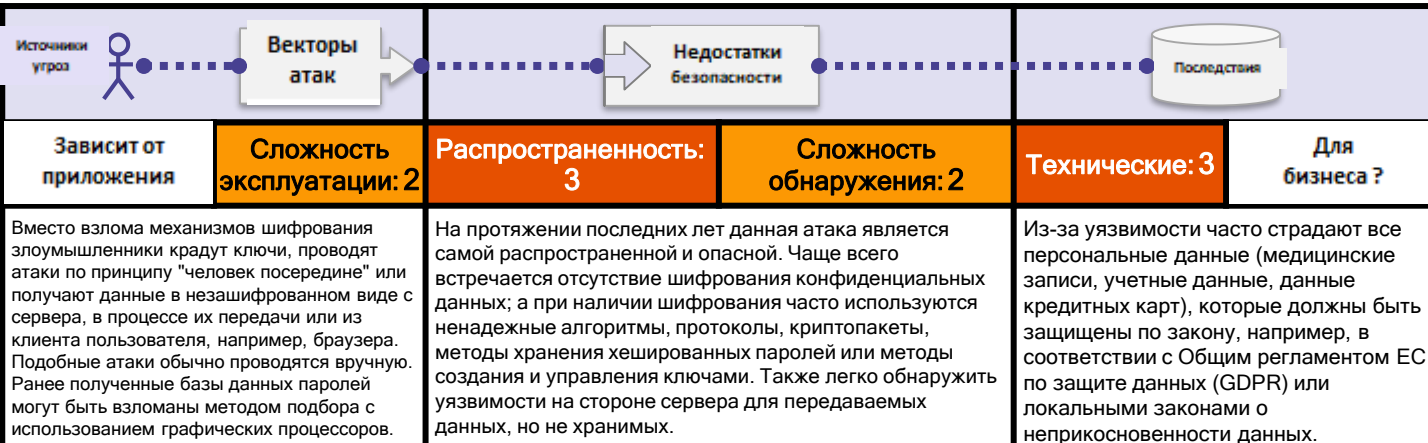 Источники
угроз
Векторы
атак
Недостатки
безопасности
Последствия
Зависит от
приложения
Сложность
эксплуатации: 2
Распространенность:
3
Сложность
обнаружения: 2
Технические: 3
Для
бизнеса ?
Вместо взлома механизмов шифрования
злоумышленники крадут ключи, проводят
атаки по принципу "человек посередине" или
получают данные в незашифрованном виде с
сервера, в процессе их передачи или из
клиента пользователя, например, браузера.
Подобные атаки обычно проводятся вручную.
Ранее полученные базы данных паролей
могут быть взломаны методом подбора с
использованием графических процессоров.
На протяжении последних лет данная атака является
самой распространенной и опасной. Чаще всего
встречается отсутствие шифрования конфиденциальных
данных; а при наличии шифрования часто используются
ненадежные алгоритмы, протоколы, криптопакеты,
методы хранения хешированных паролей или методы
создания и управления ключами. Также легко обнаружить
уязвимости на стороне сервера для передаваемых
данных, но не хранимых.
Из-за уязвимости часто страдают все
персональные данные (медицинские
записи, учетные данные, данные
кредитных карт), которые должны быть
защищены по закону, например, в
соответствии с Общим регламентом ЕС
по защите данных (GDPR) или
локальными законами о
неприкосновенности данных.